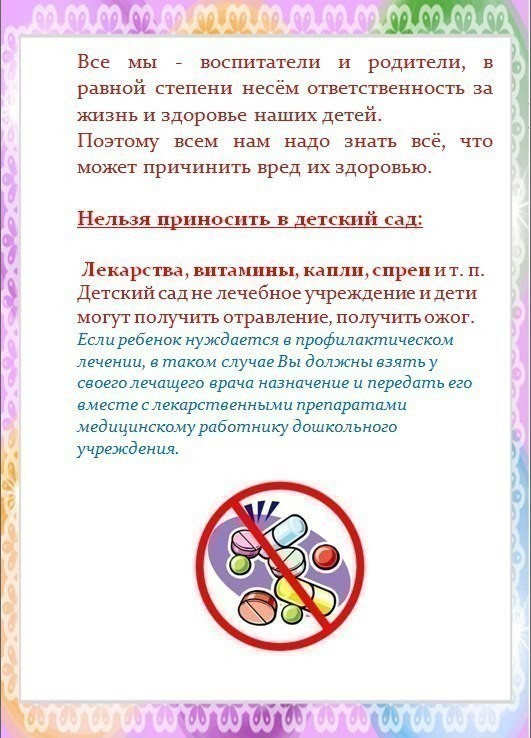 Все мы - воспитатели и родители, в
равной степени несём ответственность за
жизнь и здоровье наших детей.
Поэтому всем нам надо знать всё, что
может причинить вред их здоровью.
Нельзя приносить в детский сад:
Лекарства, витамины, капли, спреи и т. п.
Детский сад не лечебное учреждение и дети
могут получить отравление, получить ожог.
Если ребенок нуждается в профилактическом
лечении, в таком случае Вы должны взять у
своего лечащего врача назначение и передать его
вместе с лекарственными препаратами
медицинскому работнику дошкольного
учреждения.